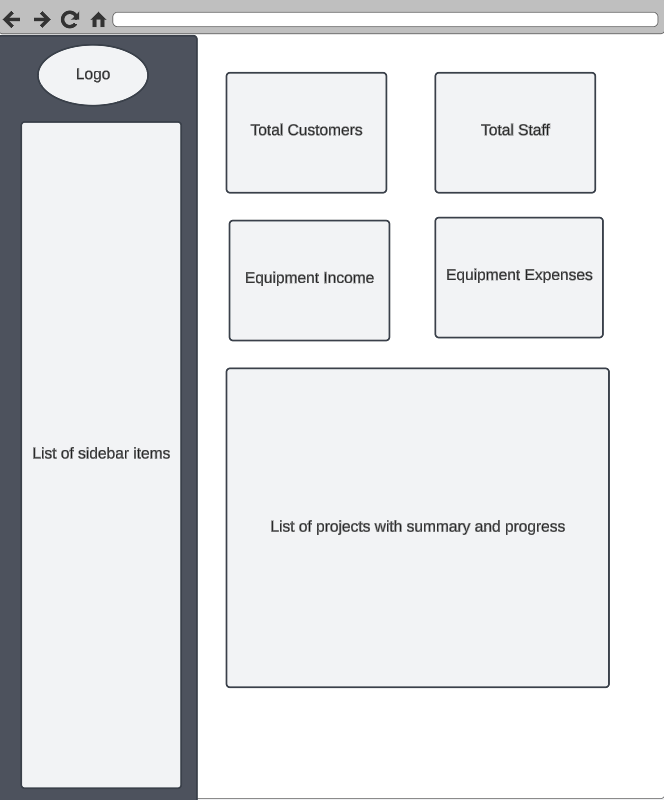 Logo
List of sidebar items
Total Customers
Total Staff
Equipment Income
Equipment Expenses
List of projects with summary and progress